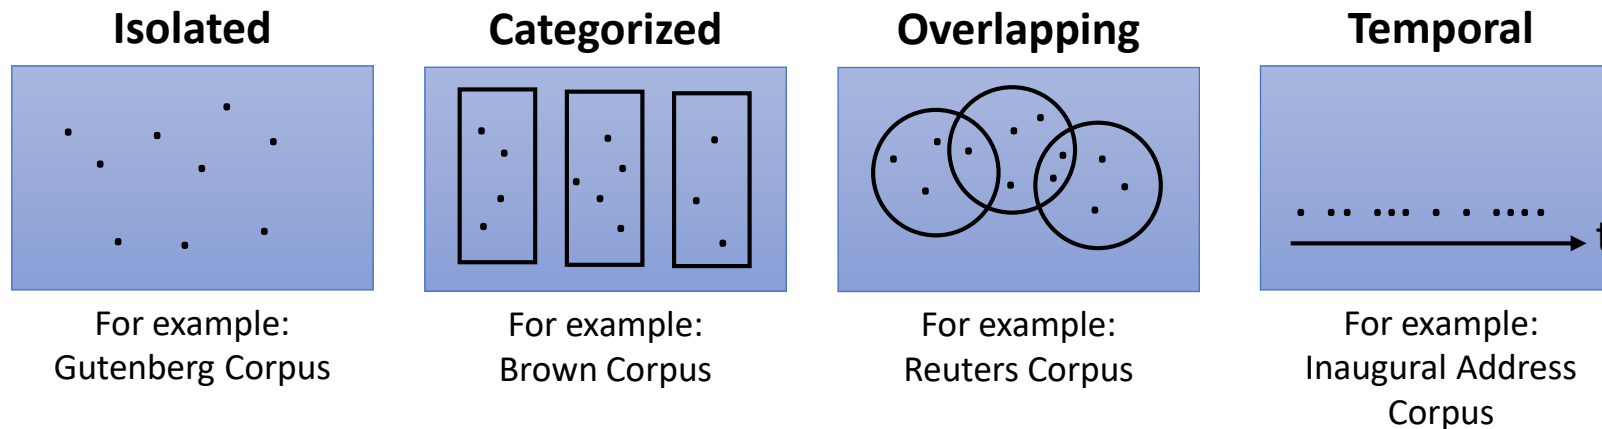 Isolated
Categorized
Overlapping
Temporal
t
For example:
Gutenberg Corpus
For example:
Brown Corpus
For example:
Reuters Corpus
For example:
Inaugural Address
Corpus